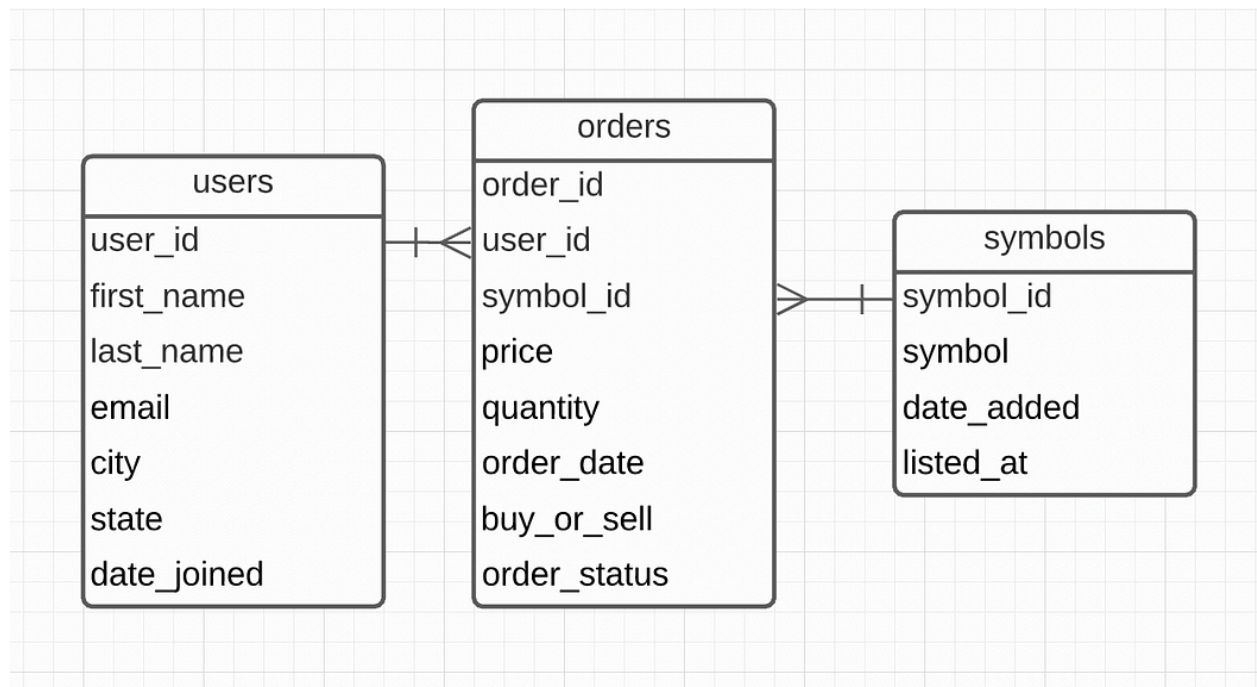 users
user_id
first_name
last_name
email
city
state
date_joined
orders
order_id
user_id
symbol_id
price
quantity
order_date
buy_or_sell
order_status
symbols
symbol_id
symbol
date_added
listed_at